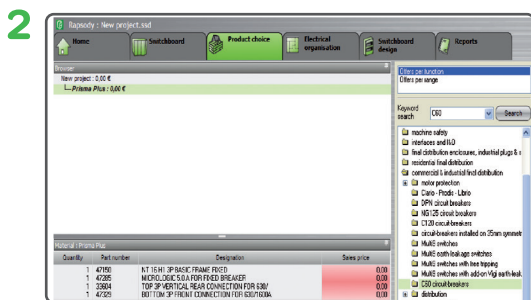 2
Rapsody : New project.ssd
Home
Switchboard
Product choice
Electrical
organisation
Switchboard
design
Reports
Browser
New project : 0,00 €
Prisma Plus : 0,00 €
Offers per function
Offers per range
Keyword
search
C60
Search
machine safety
interfaces and I/O
final distribution enclosures, industrial plugs & s
residential final distribution
commercial & industrial final distribution
motor protection
Clario - Prodis - Librio
DPN circuit breakers
NG125 circuit breakers
C120 circuit-breakers
circuit-breakers installed on 35mm symmetr
Multi9 switches
Multi9 earth-leakage switches
Multi9 switches with free tripping
Multi9 switches with add-on Vigi earth-leak
C60 circuit-breakers
distribution
Material : Prisma Plus
Quantity Part number Designation Sales price
1 47150 NT 16 H1 3P BASIC FRAME FIXED 0,00
1 47285 MICROLOGIC 5.0 A FOR FIXED BREAKER 0,00
1 33604 TOP 3P VERTICAL CONNECTION FOR 630/ 0,00
1 47329 BOTTOM 3P FRONT CONNECTION FOR 630/1600A 0,00